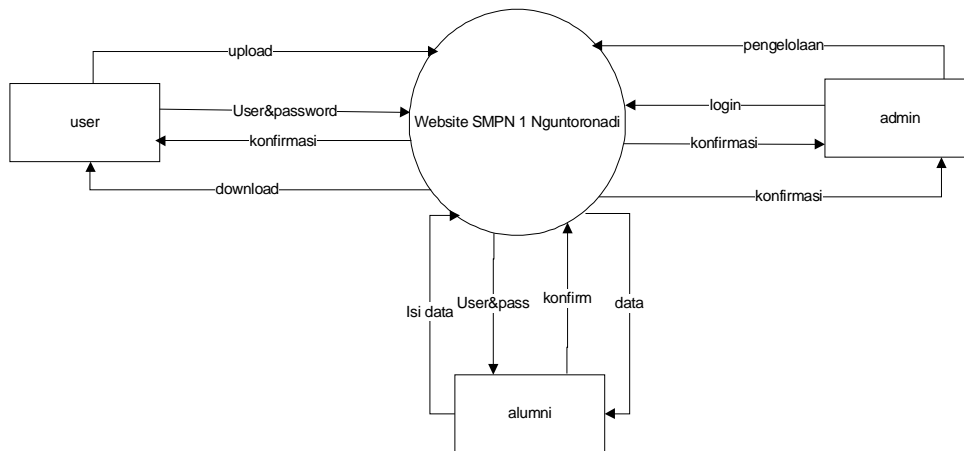 upload
pengelolaan
User&password
login
user
Website SMPN 1 Nguntoronadi
admin
konfirmasi
konfirmasi
download
konfirmasi
Isi data
User&pass
konfirm
data
alumni